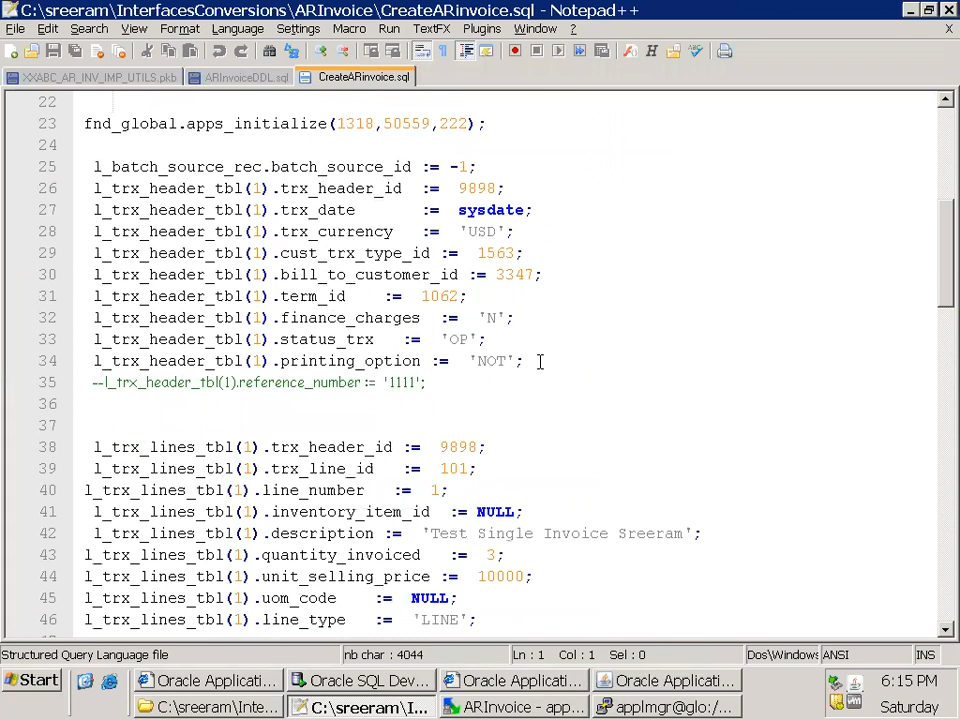 C:\sreeram\InterfacesConversions\ARInvoice\CreateARinvoice.sql - Notepad++
File Edit Search View Format Language Settings Macro Run TextFX Plugins Window ? X
XXABC_AR_INV_IMP_UTILS.pkb ARInvoiceDDL.sql CreateARinvoice.sql
22
23 fnd_global.apps_initialize(1318,50559,222);
24
25 l_batch_source_rec.batch_source_id := -1;
26 l_trx_header_tbl(1).trx_header_id := 9898;
27 l_trx_header_tbl(1).trx_date := sysdate;
28 l_trx_header_tbl(1).trx_currency := 'USD';
29 l_trx_header_tbl(1).cust_trx_type_id := 1563;
30 l_trx_header_tbl(1).bill_to_customer_id := 3347;
31 l_trx_header_tbl(1).term_id := 1062;
32 l_trx_header_tbl(1).finance_charges := 'N';
33 l_trx_header_tbl(1).status_trx := 'OP';
34 l_trx_header_tbl(1).printing_option := 'NOT';
35 --l_trx_header_tbl(1).reference_number := '1111';
36
37
38 l_trx_lines_tbl(1).trx_header_id := 9898;
39 l_trx_lines_tbl(1).trx_line_id := 101;
40 l_trx_lines_tbl(1).line_number := 1;
41 l_trx_lines_tbl(1).inventory_item_id := NULL;
42 l_trx_lines_tbl(1).description := 'Test Single Invoice Sreeram';
43 l_trx_lines_tbl(1).quantity_invoiced := 3;
44 l_trx_lines_tbl(1).unit_selling_price := 10000;
45 l_trx_lines_tbl(1).uom_code := NULL;
46 l_trx_lines_tbl(1).line_type := 'LINE';
Structured Query Language file nb char : 4044 Ln : 1 Col : 1 Sel : 0 Dos\Windows ANSI INS
Start Oracle Applicati... Oracle SQL Dev... Oracle Applicati... Oracle Applicati... 6:15 PM
C:\sreeram\Inte... C:\sreeram\I... ARInvoice - app... applmgr@glo:/... Saturday